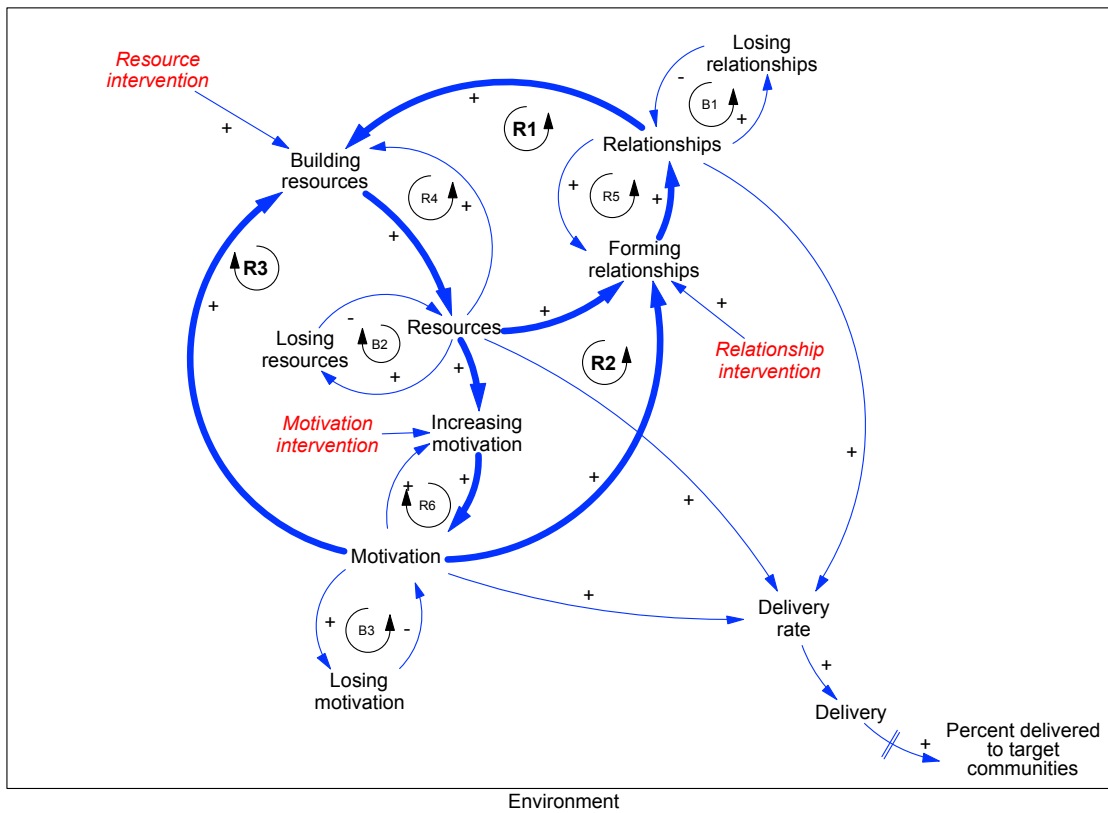 Resource
intervention
+
Building
resources
+
R1
Losing
relationships
-
B1
+
Relationships
+
R5
+
Forming
relationships
R4
+
+
R3
+
Losing
resources
-
B2
+
Resources
+
+
R2
+
Relationship
intervention
Motivation
intervention
Increasing
motivation
+
+
R6
+
+
+
Motivation
+
B3
-
Losing
motivation
+
Delivery
rate
+
Delivery
+
Percent delivered
to target
communities
Environment